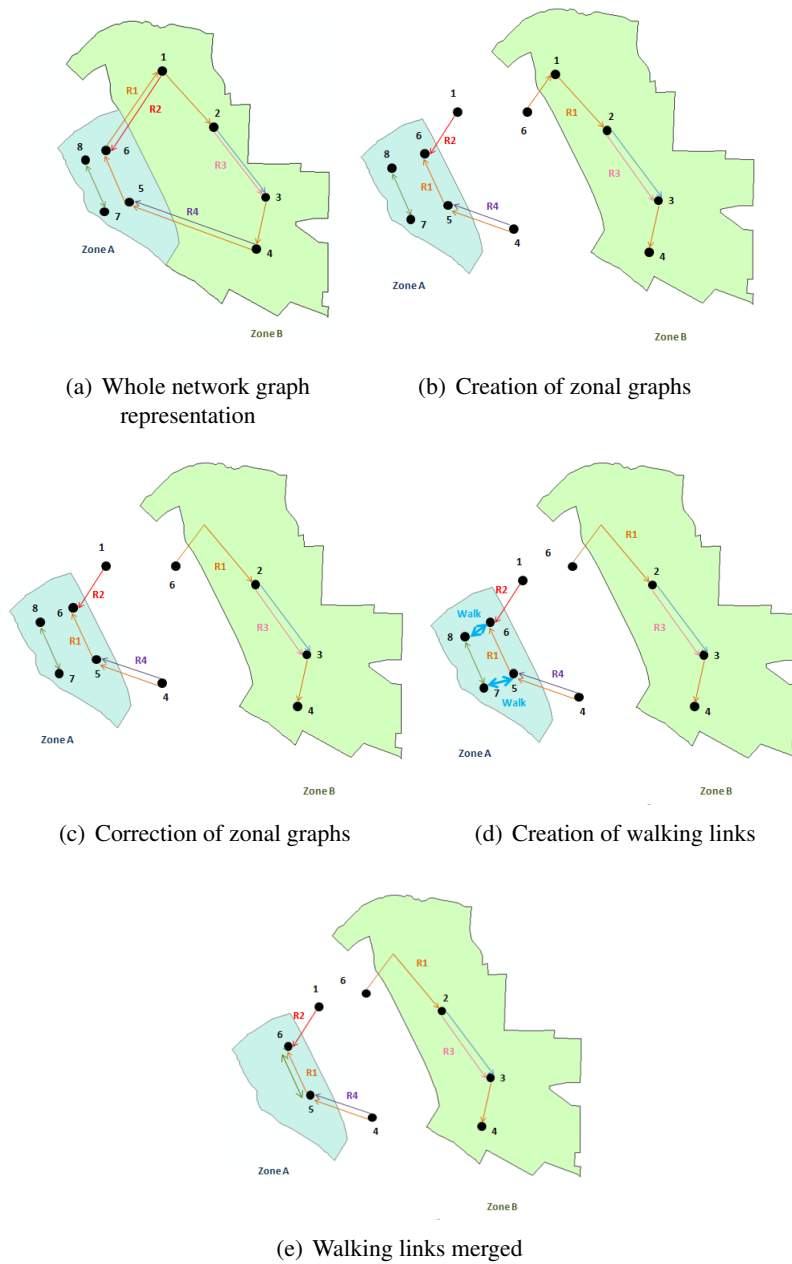 1
R1
R2
2
8
6
R3
5
3
7
R4
Zone A
4
Zone B
(a) Whole network graph
representation
1
1
R1
6
2
6
R2
8
R3
R1
5
R4
3
7
4
Zone A
4
Zone B
(b) Creation of zonal graphs
1
6
R1
2
8
6
R2
R3
R1
5
R4
3
7
4
4
Zone A
Zone B
(c) Correction of zonal graphs
R1
6
1
2
R2
Walk
8
6
R3
R1
R4
3
7
5
4
Walk
4
Zone A
Zone B
(d) Creation of walking links
R1
6
1
2
R2
6
R3
R1
3
R4
5
4
4
Zone A
Zone B
(e) Walking links merged